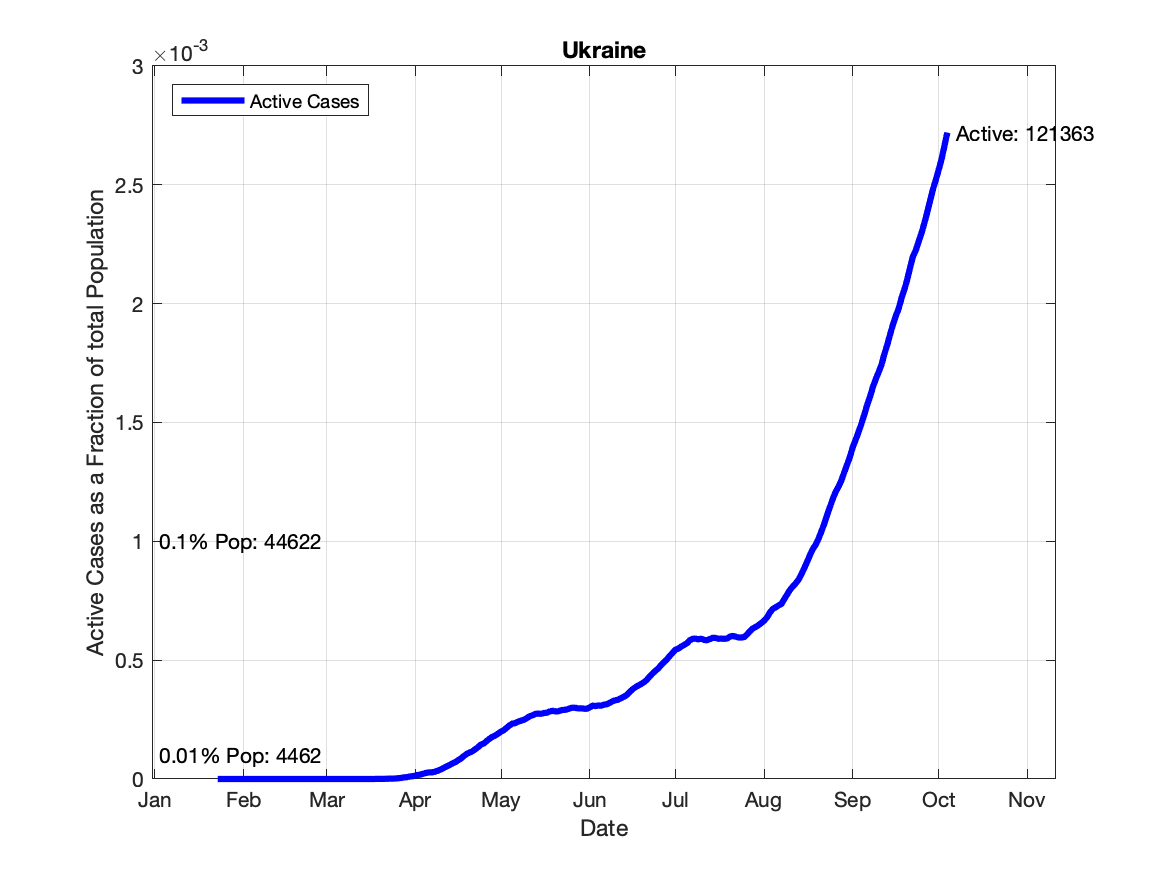 Ukraine
×10-3
3
2.5
2
1.5
1
0.5
0
Active Cases
Active: 121363
0.1% Pop: 44622
0.01% Pop: 4462
Active Cases as a Fraction of total Population
Jan Feb Mar Apr May Jun Jul Aug Sep Oct Nov
Date